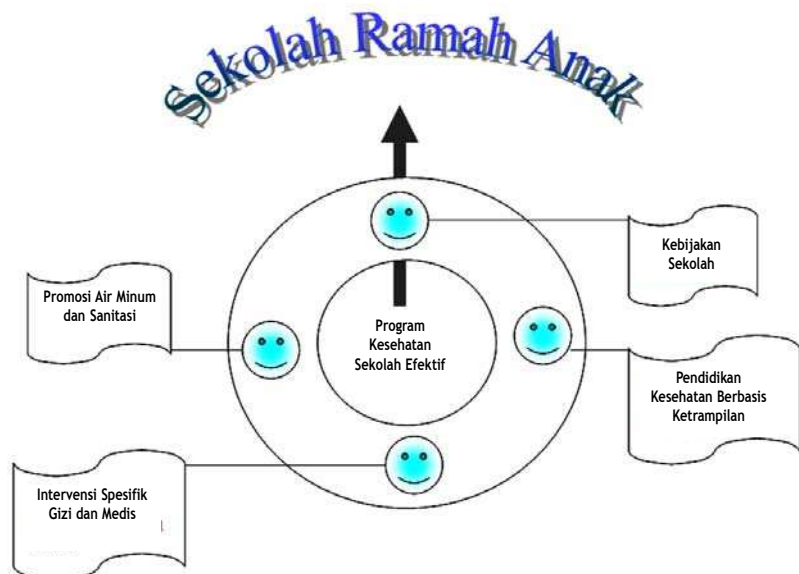 Sekolah Ramah Anak
Kebijakan
Sekolah
Promosi Air Minum
dan Sanitasi
Program
Kesehatan
Sekolah Efektif
Pendidikan
Kesehatan Berbasis
Ketrampilan
Intervensi Spesifik
Gizi dan Medis